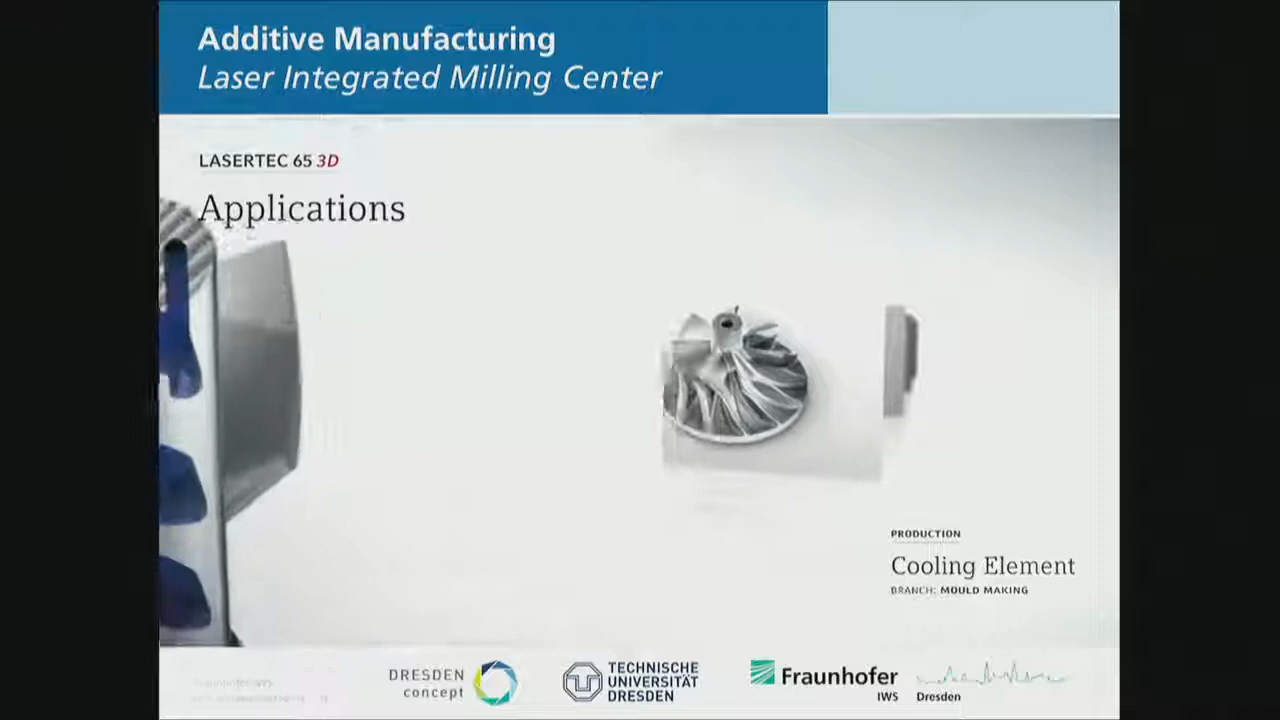 Additive Manufacturing
Laser Integrated Milling Center
LASERTEC 65 3D
Applications
PRODUCTION
Cooling Element
BRANCH: MOULD MAKING
DRESDEN
concept
TECHNISCHE
UNIVERSITÄT
DRESDEN
Fraunhofer
IWS
Dresden